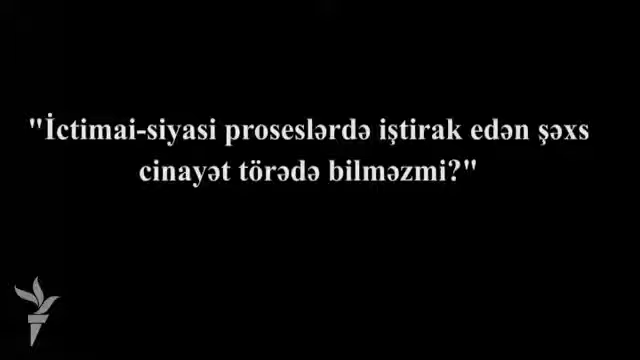 "İctimai-siyasi proseslərdə iştirak edən şəxs
cinayət törədə bilməzmi?"